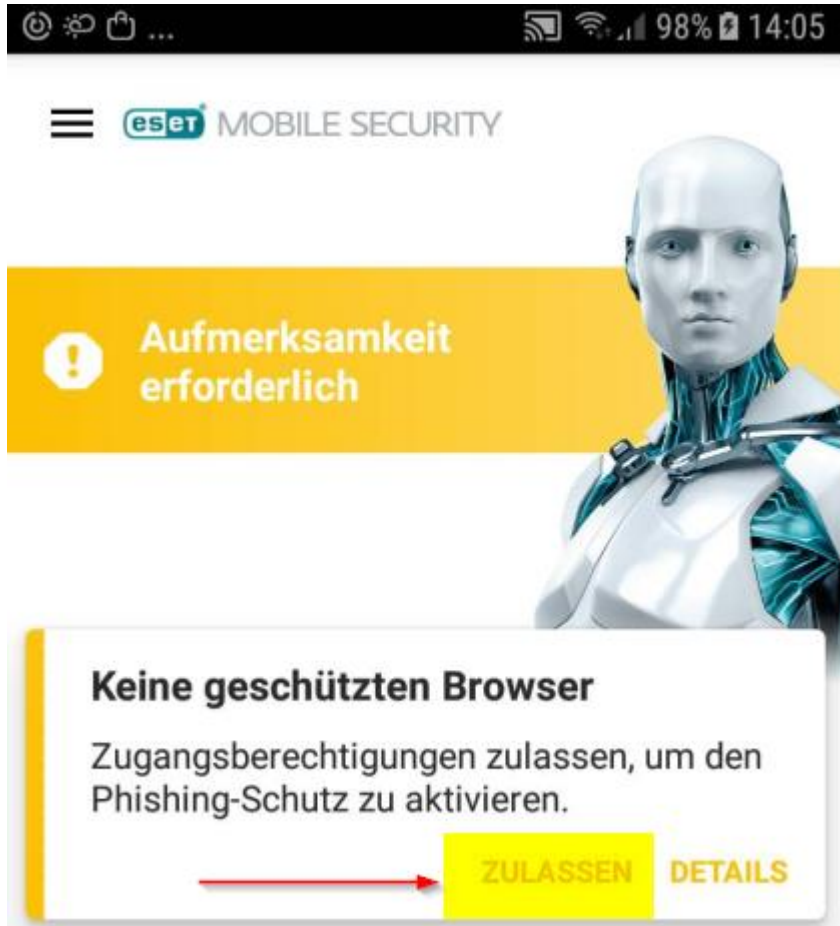 ... 98% 14:05
eset MOBILE SECURITY
Aufmerksamkeit
erforderlich
Keine geschützten Browser
Zugangsberechtigungen zulassen, um den
Phishing-Schutz zu aktivieren.
ZULASSEN DETAILS